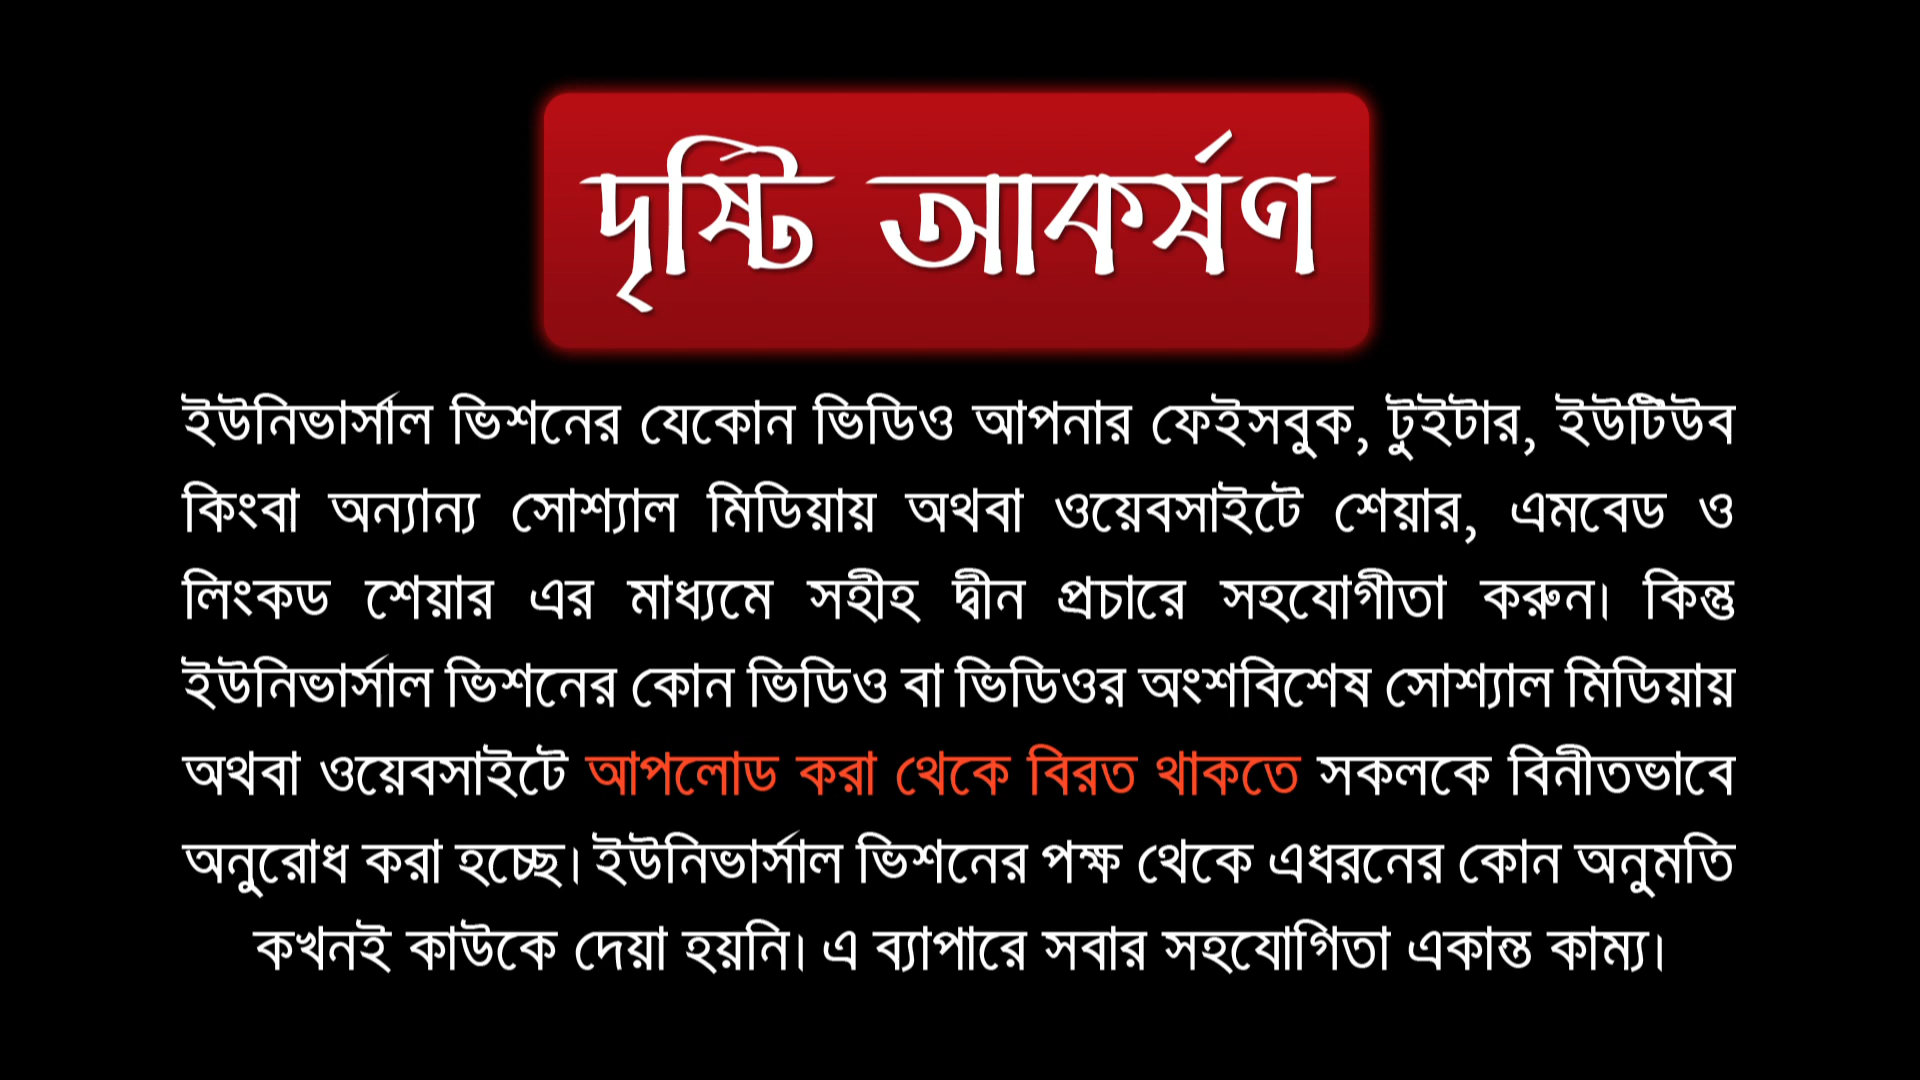 দৃষ্টি আকর্ষণ
ইউনিভার্সাল ভিশনের যেকোন ভিডিও আপনার ফেইসবুক, টুইটার, ইউটিউব
কিংবা অন্যান্য সোশ্যাল মিডিয়ায় অথবা ওয়েবসাইটে শেয়ার, এমবেড ও
লিংকড শেয়ার এর মাধ্যমে সহীহ দ্বীন প্রচারে সহযোগীতা করুন। কিন্তু
ইউনিভার্সাল ভিশনের কোন ভিডিও বা ভিডিওর অংশবিশেষ সোশ্যাল মিডিয়ায়
অথবা ওয়েবসাইটে আপলোড করা থেকে বিরত থাকতে সকলকে বিনীতভাবে
অনুরোধ করা হচ্ছে। ইউনিভার্সাল ভিশনের পক্ষ থেকে এধরনের কোন অনুমতি
কখনই কাউকে দেয়া হয়নি। এ ব্যাপারে সবার সহযোগিতা একান্ত কাম্য।